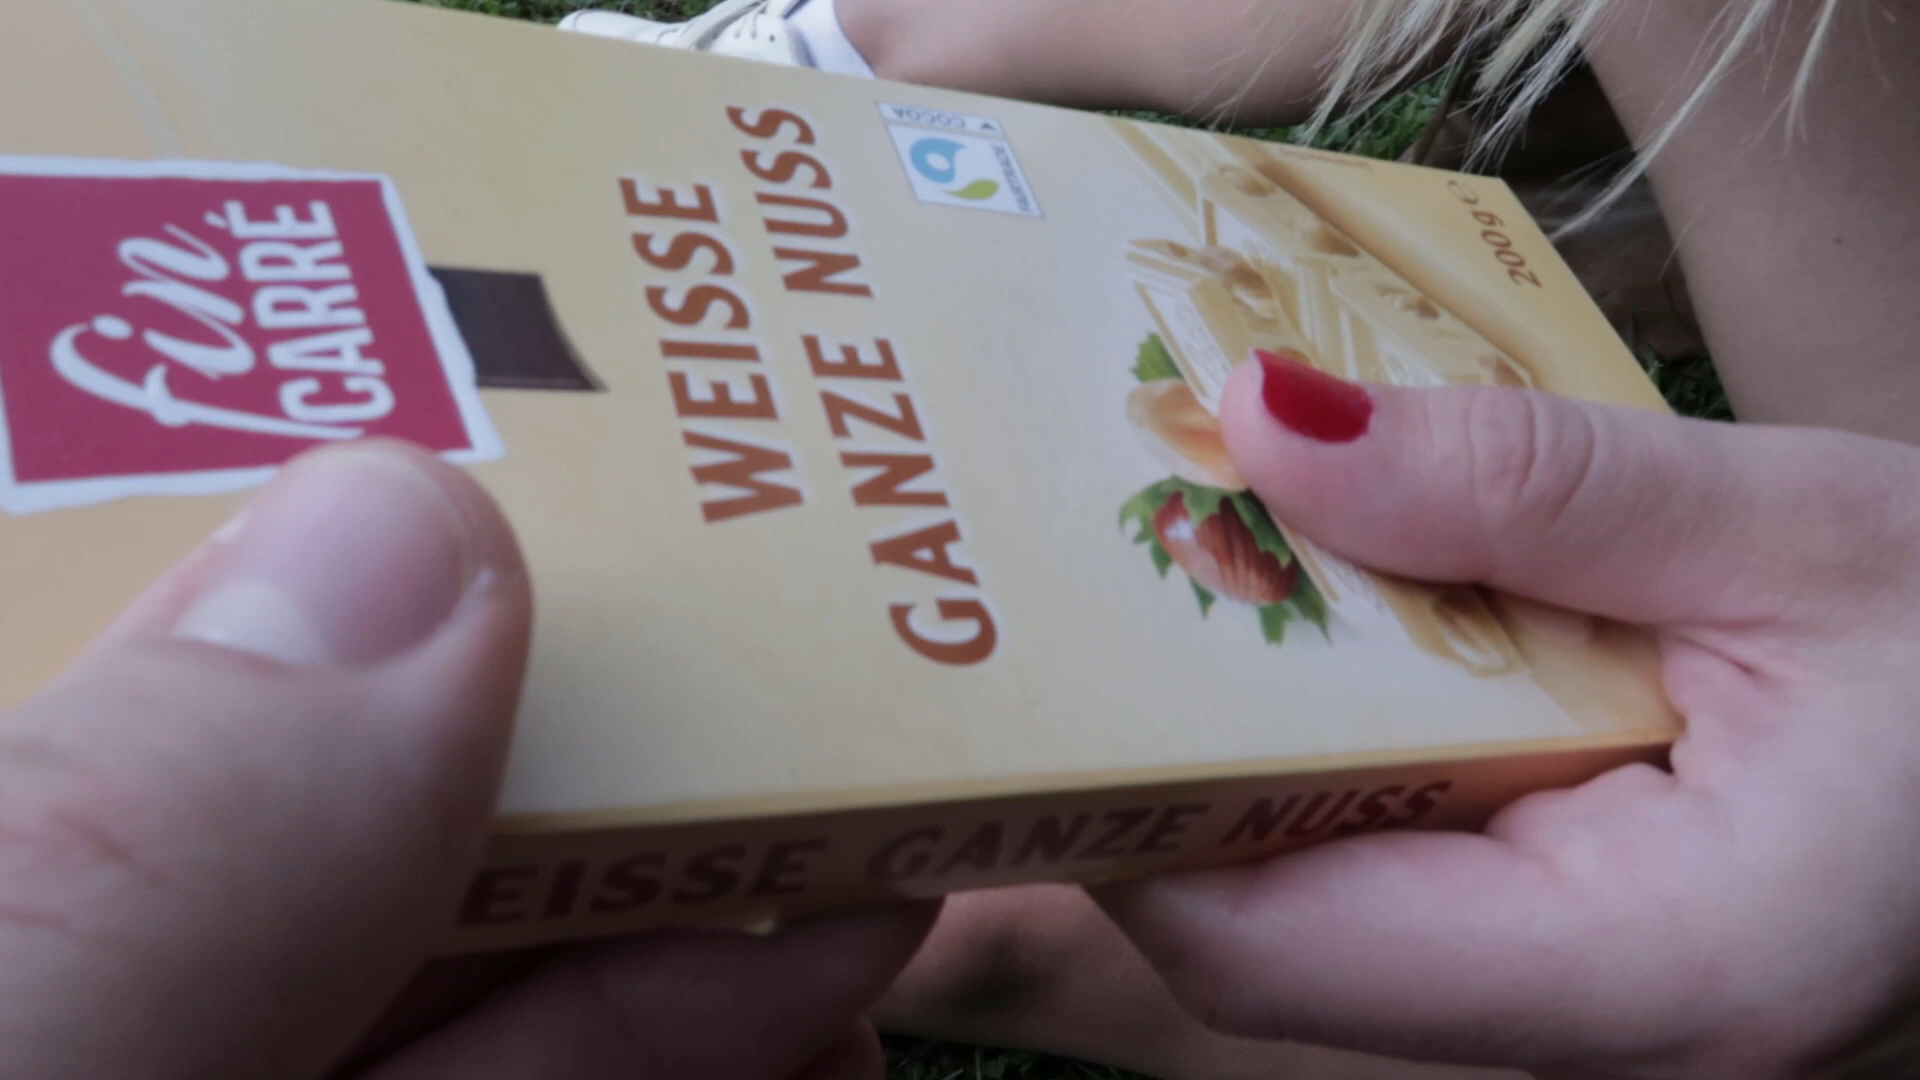 fin
CARRÉ
WEISSE
GANZE NUSS
COCOA
FAIRTRADE
200g e
EISSE GANZE NUSS